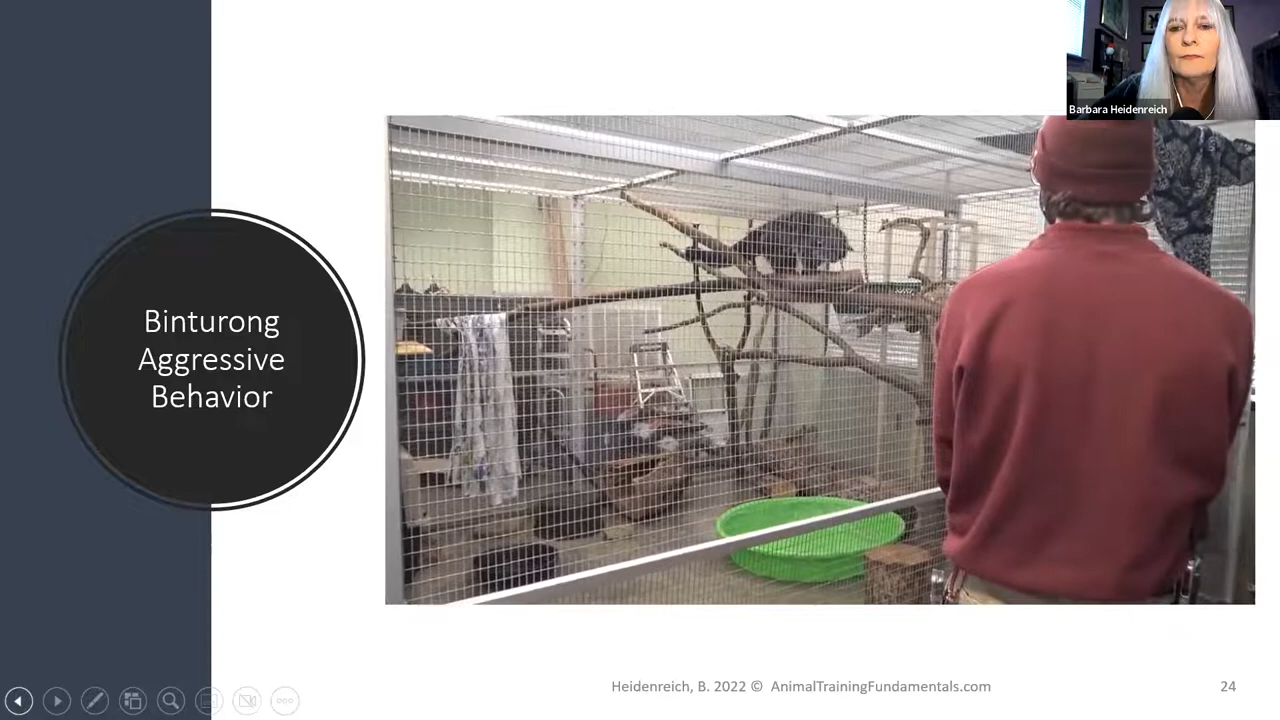 Barbara Heidenreich
Binturong
Aggressive
Behavior
Heidenreich, B. 2022 © AnimalTrainingFundamentals.com
24